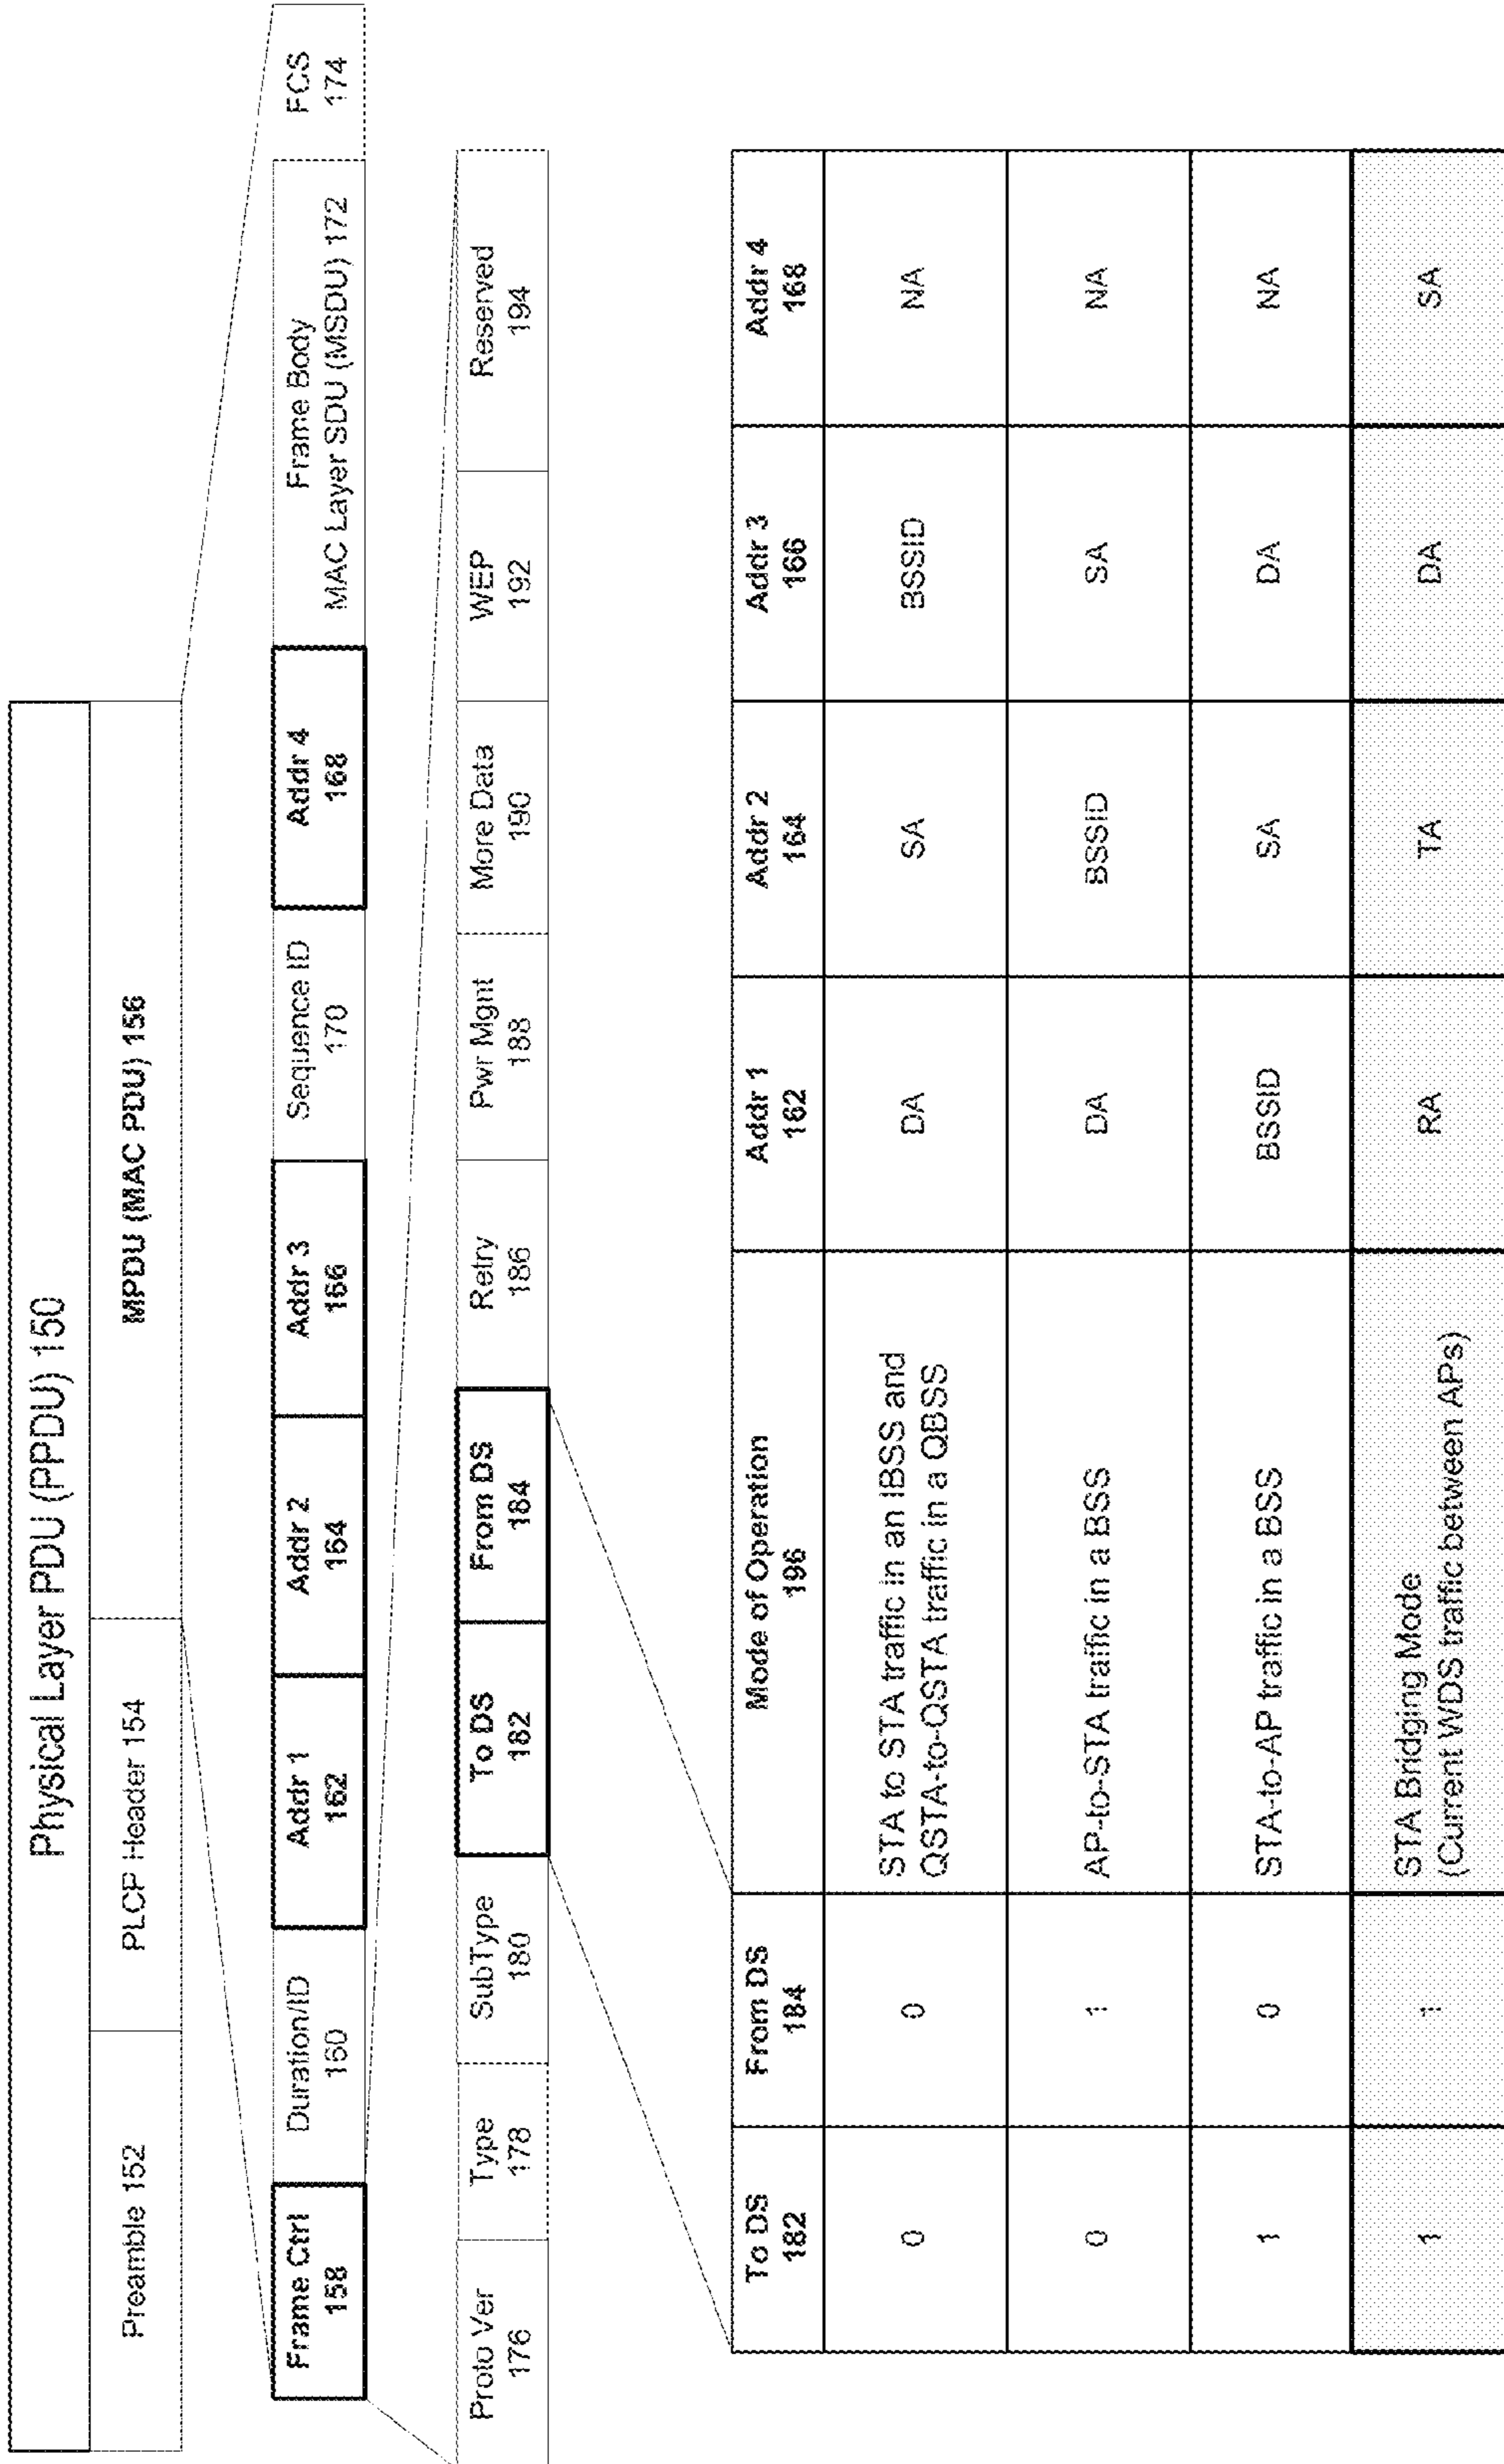 Physical Layer PDU (PPDU) 150
Preamble 152
PLCP Header 154
MPDU (MAC PDU) 156
Frame Ctrl
158
Duration/ID
160
Addr 1
162
Addr 2
164
Addr 3
166
Sequence ID
170
Addr 4
168
Frame Body
MAC Layer SDU (MSDU) 172
FCS
174
Proto Ver
176
Type
178
SubType
180
To DS
182
From DS
184
Retry
186
Pwr Mgnt
188
More Data
190
WEP
192
Reserved
194
To DS
182
From DS
184
Mode of Operation
196
Addr 1
162
Addr 2
164
Addr 3
166
Addr 4
168
0
0
STA to STA traffic in an IBSS and
QSTA-to-QSTA traffic in a QBSS
DA
SA
BSSID
NA
0
1
AP-to-STA traffic in a BSS
DA
BSSID
SA
NA
1
0
STA-to-AP traffic in a BSS
BSSID
SA
DA
NA
1
1
STA Bridging Mode
(Current WDS traffic between APs)
RA
TA
DA
SA